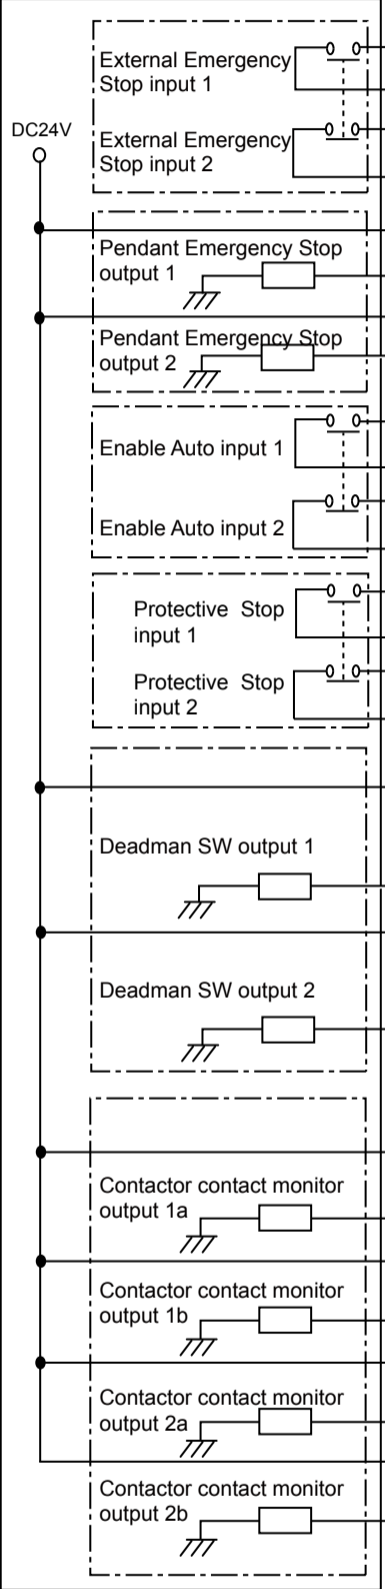 External Emergency
Stop input 1
DC24V
External Emergency
Stop input 2
Pendant Emergency Stop
output 1
Pendant Emergency Stop
output 2
Enable Auto input 1
Enable Auto input 2
Protective Stop
input 1
Protective Stop
input 2
Deadman SW output 1
Deadman SW output 2
Contactor contact monitor
output 1a
Contactor contact monitor
output 1b
Contactor contact monitor
output 2a
Contactor contact monitor
output 2b